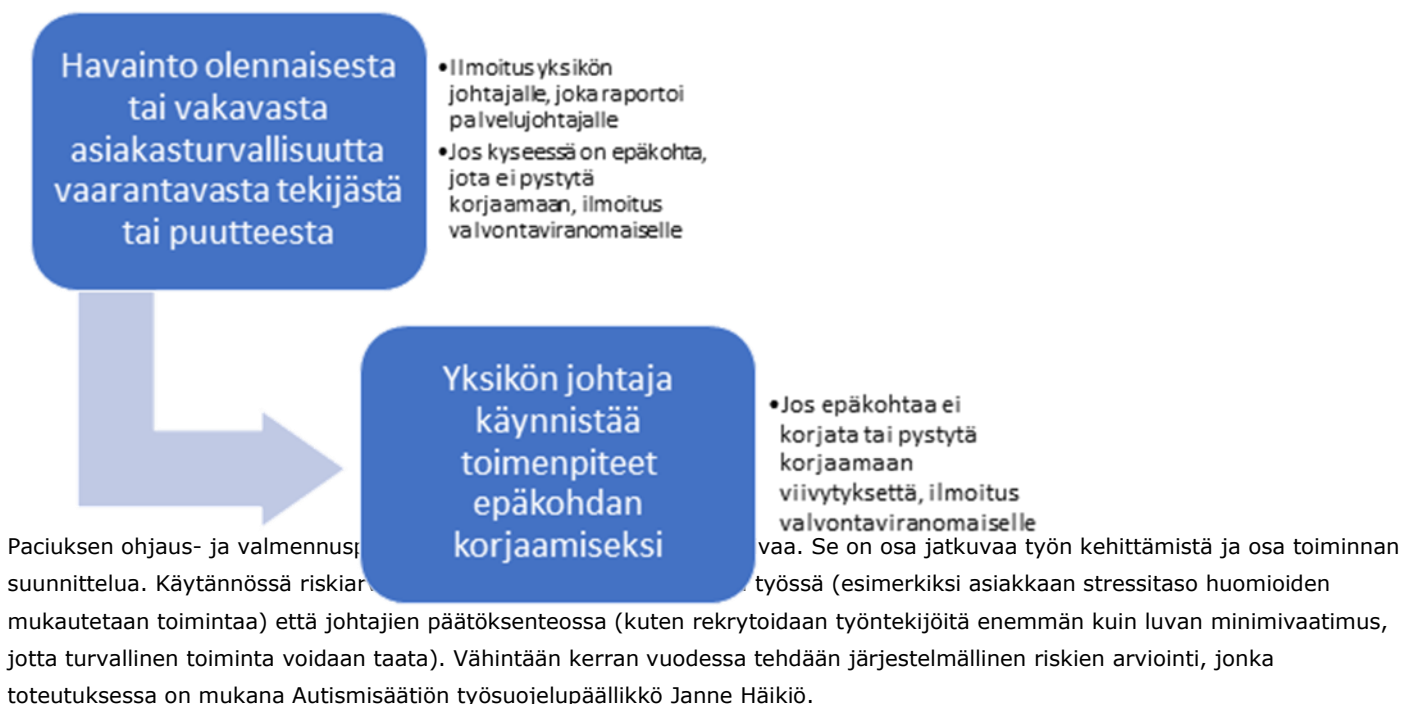 Havainto olennaisesta
tai vakavasta
asiakasturvallisuutta
vaarantavasta tekijästä
tai puutteesta
•Ilmoitus yksikön
johtajalle, joka raportoi
palvelujohtajalle
•Jos kyseessä on epäkohta,
jota ei pystytä
korjaamaan, ilmoitus
valvontaviranomaiselle
Yksikön johtaja
käynnistää
toimenpiteet
epäkohdan
korjaamiseksi
•Jos epäkohtaa ei
korjata tai pystytä
korjaamaan
viivytyksettä, ilmoitus
valvontaviranomaiselle
Paciuksen ohjaus- ja vaa. Se on osa jatkuvaa työn kehittämistä ja osa toiminnan
suunnittelua. Käytännössä työssä (esimerkiksi asiakkaan stressitaso huomioiden
mukautetaan toimintaa) että johtajien päätöksenteossa (kuten rekrytoidaan työntekijöitä enemmän kuin luvan minimivaatimus,
jotta turvallinen toiminta voidaan taata). Vähintään kerran vuodessa tehdään järjestelmällinen riskien arviointi, jonka
toteutuksessa on mukana Autismisäätiön työsuojelupäällikkö Janne Häikiö.